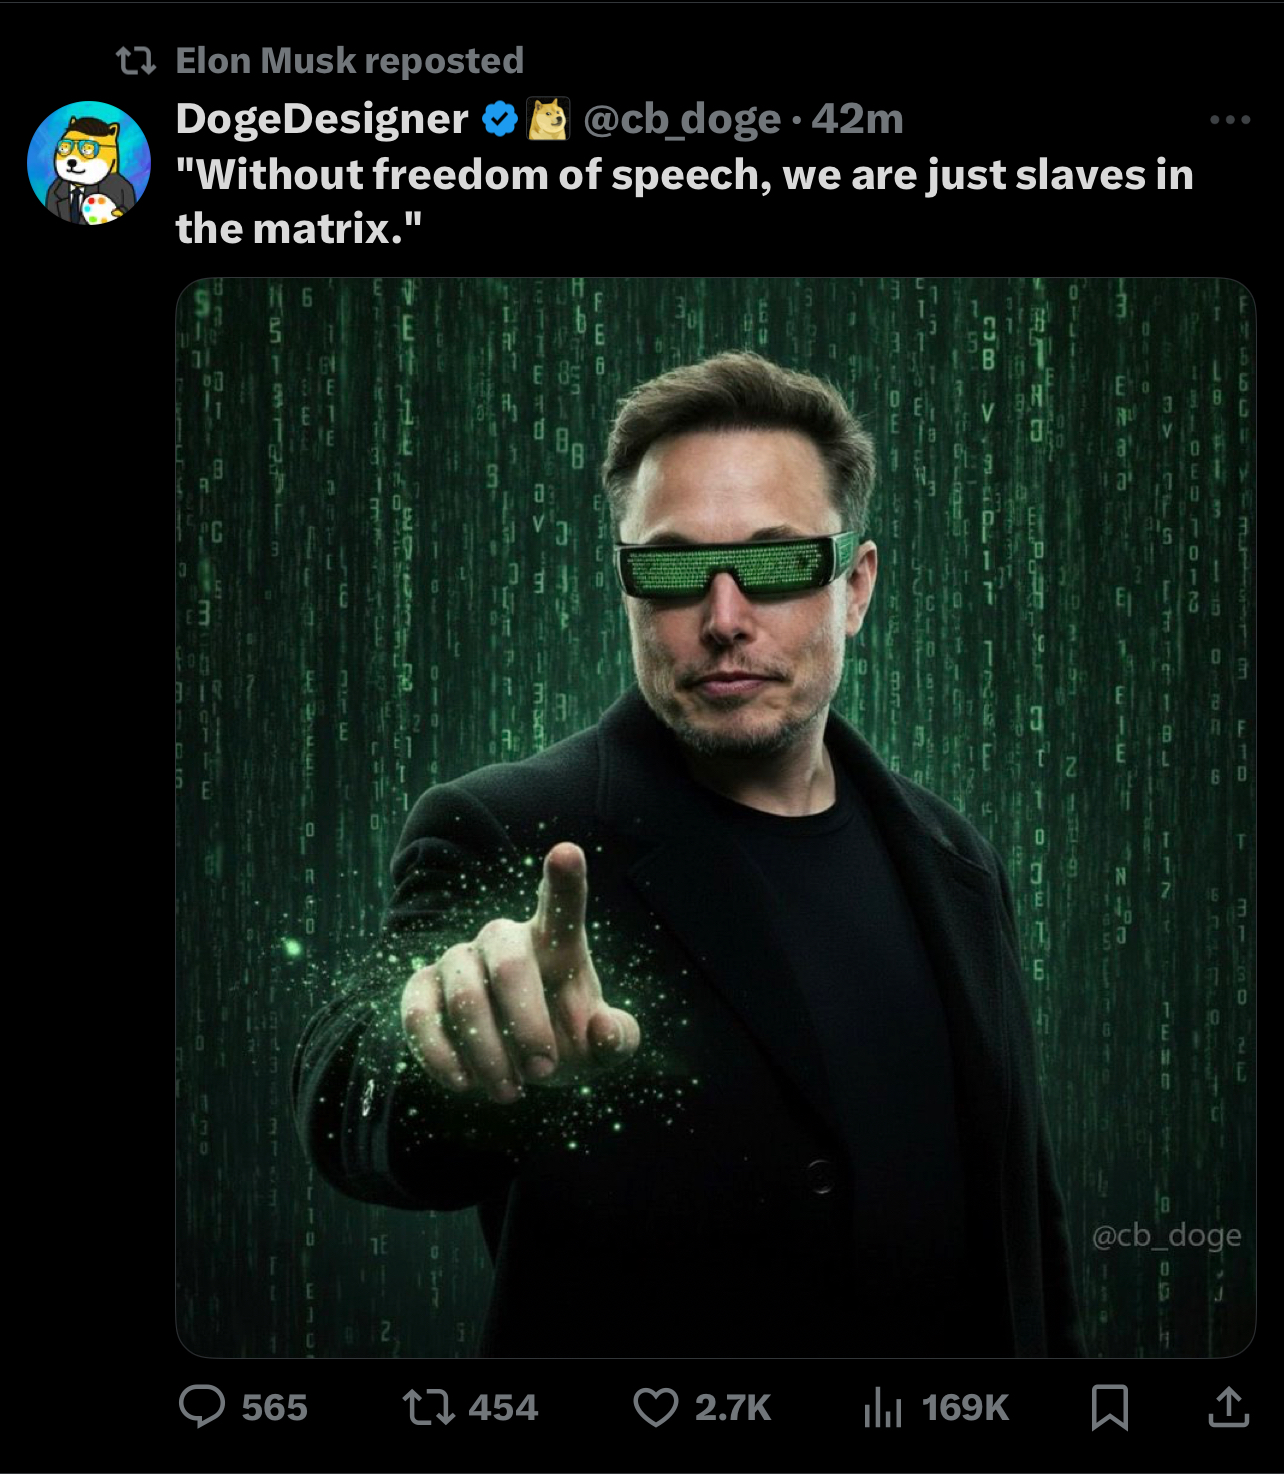 Elon Musk reposted
DogeDesigner @cb_doge · 42m
"Without freedom of speech, we are just slaves in
the matrix."
@cb_doge
565 454 2.7K 169K